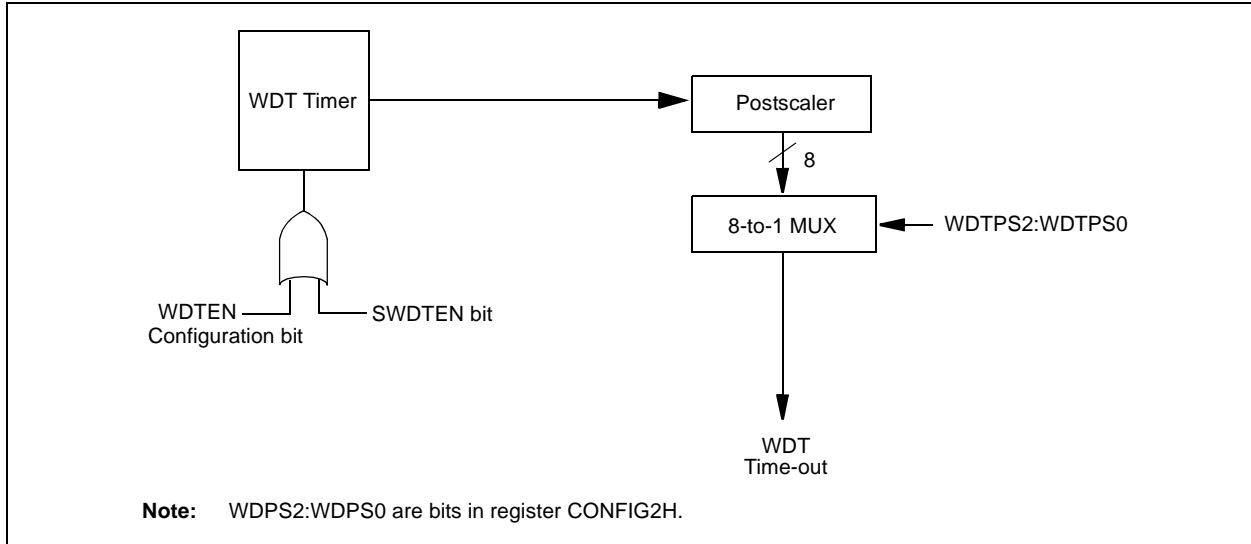 WDT Timer
Postscaler
8
8-to-1 MUX
WDTPS2:WDTPS0
WDTEN
Configuration bit
SWDTEN bit
WDT
Time-out
Note: WDPS2:WDPS0 are bits in register CONFIG2H.